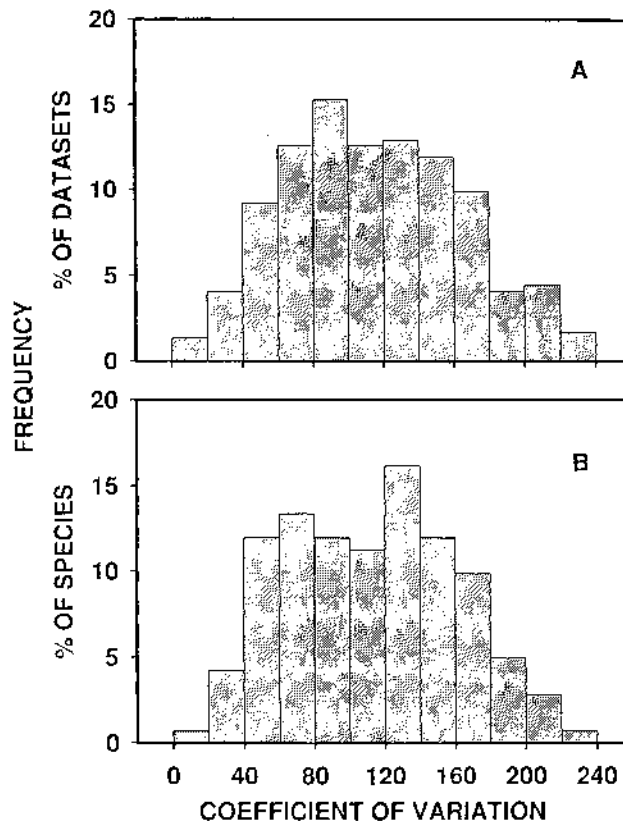 FREQUENCY
% OF DATASETS
20
15
10
5
0
A
% OF SPECIES
20
15
10
5
0
B
0 40 80 120 160 200 240
COEFFICIENT OF VARIATION